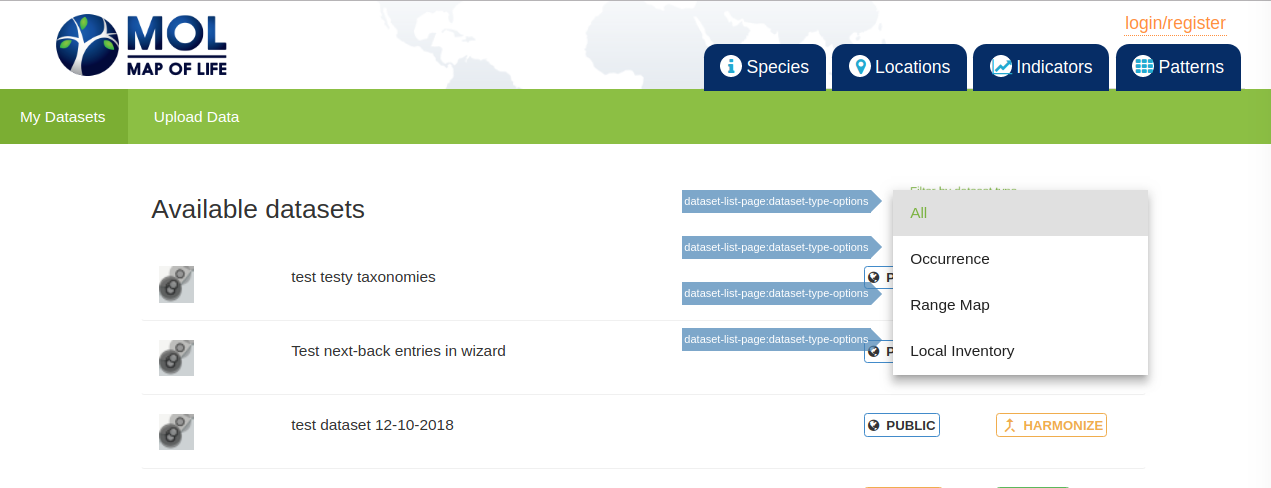 login/register
MOL
MAP OF LIFE
Species
Locations
Indicators
Patterns
My Datasets
Upload Data
Filter by dataset type
Available datasets
dataset-list-page:dataset-type-options
All
dataset-list-page:dataset-type-options
Occurrence
test testy taxonomies
P
dataset-list-page:dataset-type-options
Range Map
dataset-list-page:dataset-type-options
Test next-back entries in wizard
P
Local Inventory
test dataset 12-10-2018
PUBLIC
HARMONIZE